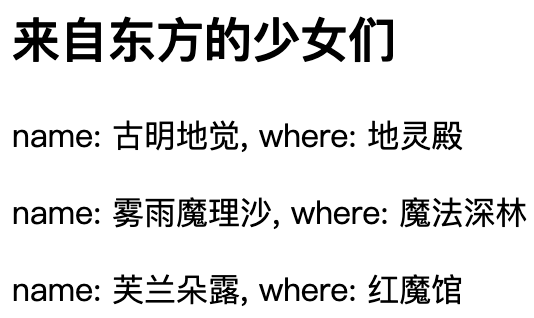 来自东方的少女们
name: 古明地觉, where: 地灵殿
name: 雾雨魔理沙, where: 魔法深林
name: 芙兰朵露, where: 红魔馆